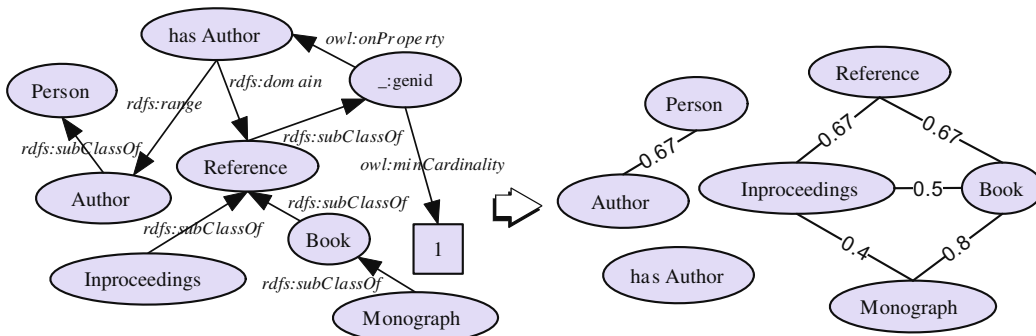 has Author
owl:onProperty
_:genid
Person
rdfs:domain
rdfs:range
rdfs:subClassOf
rdfs:subClassOf
Reference
owl:minCardinality
Author
rdfs:subClassOf
rdfs:subClassOf
Book
1
Inproceedings
rdfs:subClassOf
Monograph
Reference
Person
0.67
0.67
0.67
Inproceedings
0.5
Book
Author
0.4
0.8
has Author
Monograph